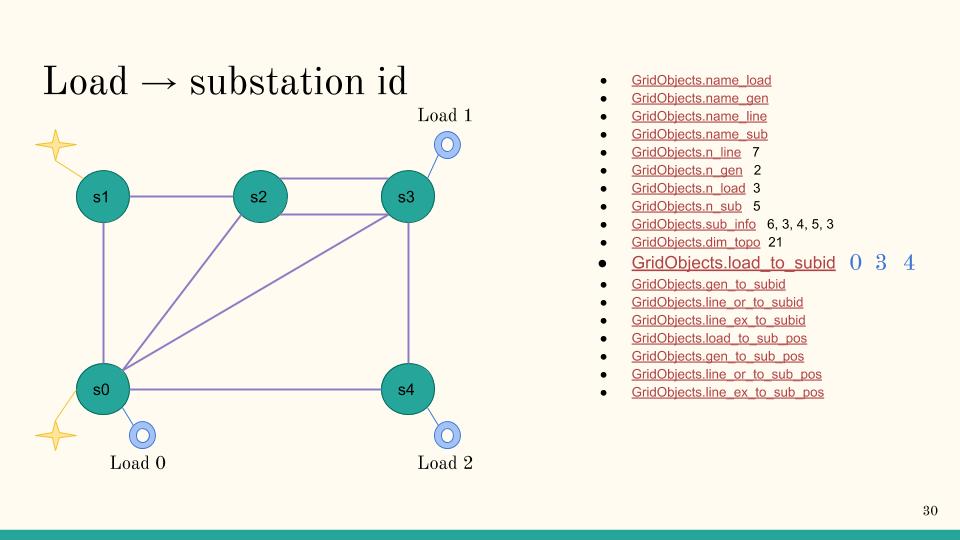 Load → substation id
Load 1
s1
s2
s3
s0
s4
Load 0
Load 2
● GridObjects.name_load
● GridObjects.name_gen
● GridObjects.name_line
● GridObjects.name_sub
● GridObjects.n_line 7
● GridObjects.n_gen 2
● GridObjects.n_load 3
● GridObjects.n_sub 5
● GridObjects.sub_info 6, 3, 4, 5, 3
● GridObjects.dim_topo 21
● GridObjects.load_to_subid 0 3 4
● GridObjects.gen_to_subid
● GridObjects.line_or_to_subid
● GridObjects.line_ex_to_subid
● GridObjects.load_to_sub_pos
● GridObjects.gen_to_sub_pos
● GridObjects.line_or_to_sub_pos
● GridObjects.line_ex_to_sub_pos
30